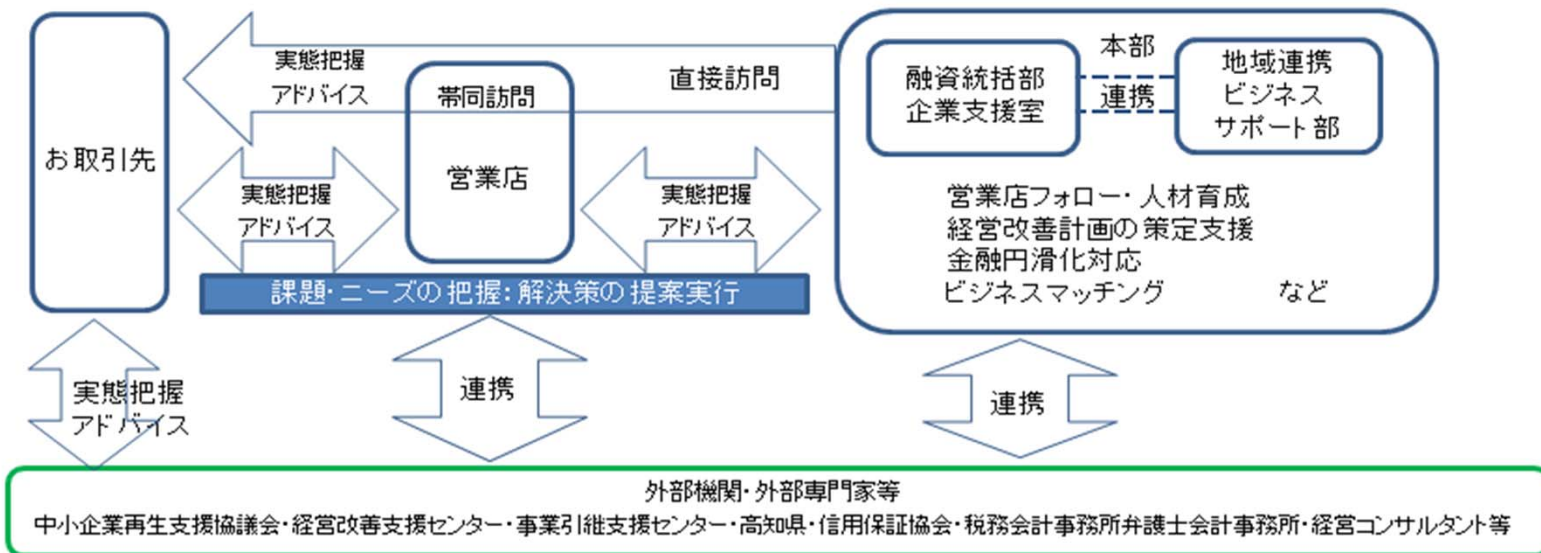 お取引先
実態把握
アドバイス
直接訪問
帯同訪問
営業店
実態把握
アドバイス
実態把握
アドバイス
課題・ニーズの把握:解決策の提案実行
本部
連携
融資統括部
企業支援室
地域連携
ビジネス
サポート部
営業店フォロー・人材育成
経営改善計画の策定支援
金融円滑化対応
ビジネスマッチング など
実態把握
アドバイス
連携
連携
外部機関・外部専門家等
中小企業再生支援協議会・経営改善支援センター・事業引継支援センター・高知県・信用保証協会・税務会計事務所弁護士会計事務所・経営コンサルタント等